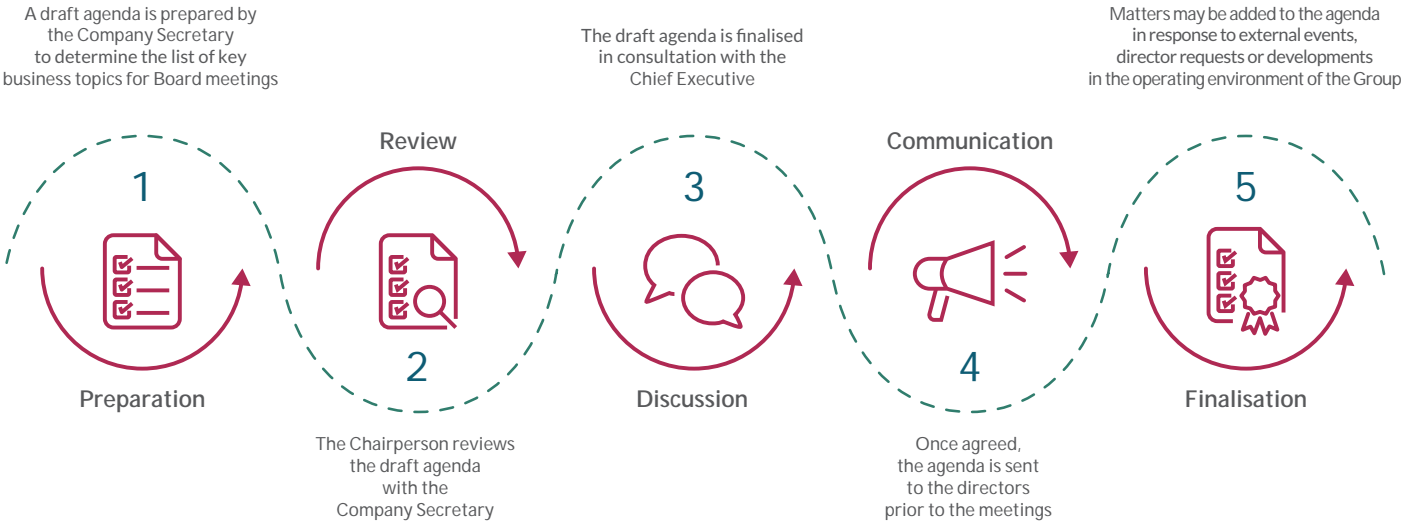 A draft agenda is prepared by
the Company Secretary
to determine the list of key
business topics for Board meetings
1
Preparation
Review
2
The Chairperson reviews
the draft agenda
with the
Company Secretary
The draft agenda is finalised
in consultation with the
Chief Executive
3
Discussion
Communication
4
Once agreed,
the agenda is sent
to the directors
prior to the meetings
Matters may be added to the agenda
in response to external events,
director requests or developments
in the operating environment of the Group
5
Finalisation